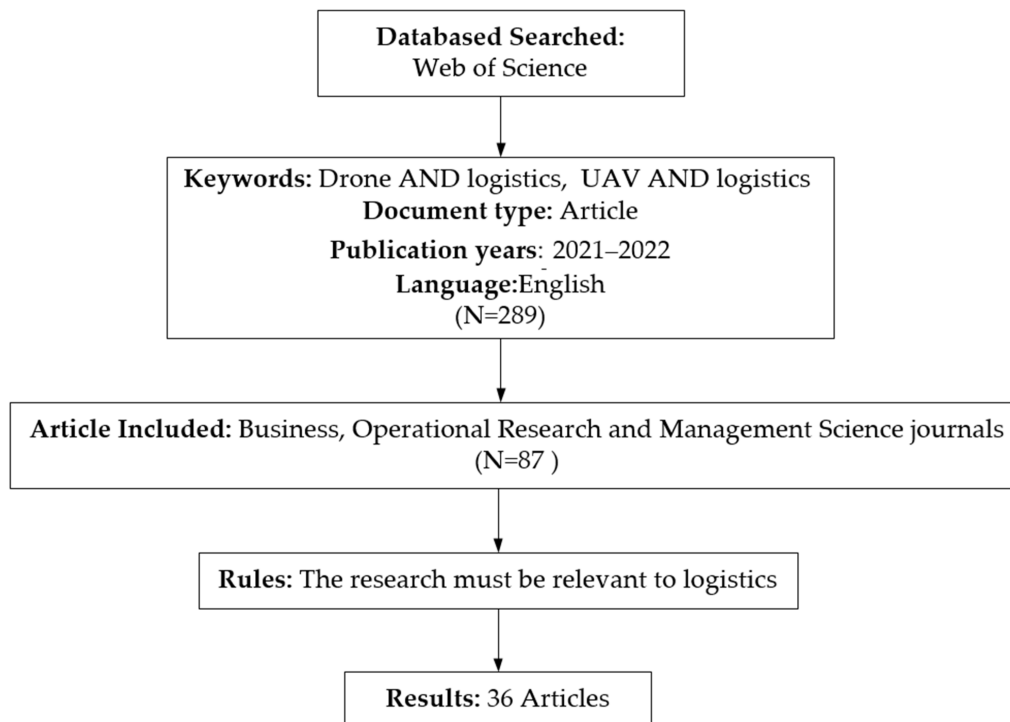 Databased Searched:
Web of Science
Keywords: Drone AND logistics, UAV AND logistics
Document type: Article
Publication years: 2021–2022
Language:English
(N=289)
Article Included: Business, Operational Research and Management Science journals
(N=87 )
Rules: The research must be relevant to logistics
Results: 36 Articles